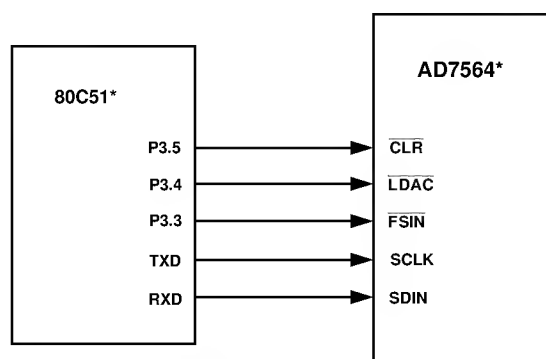 80C51*
AD7564*
P3.5
CLR
P3.4
LDAC
P3.3
FSIN
TXD
SCLK
RXD
SDIN